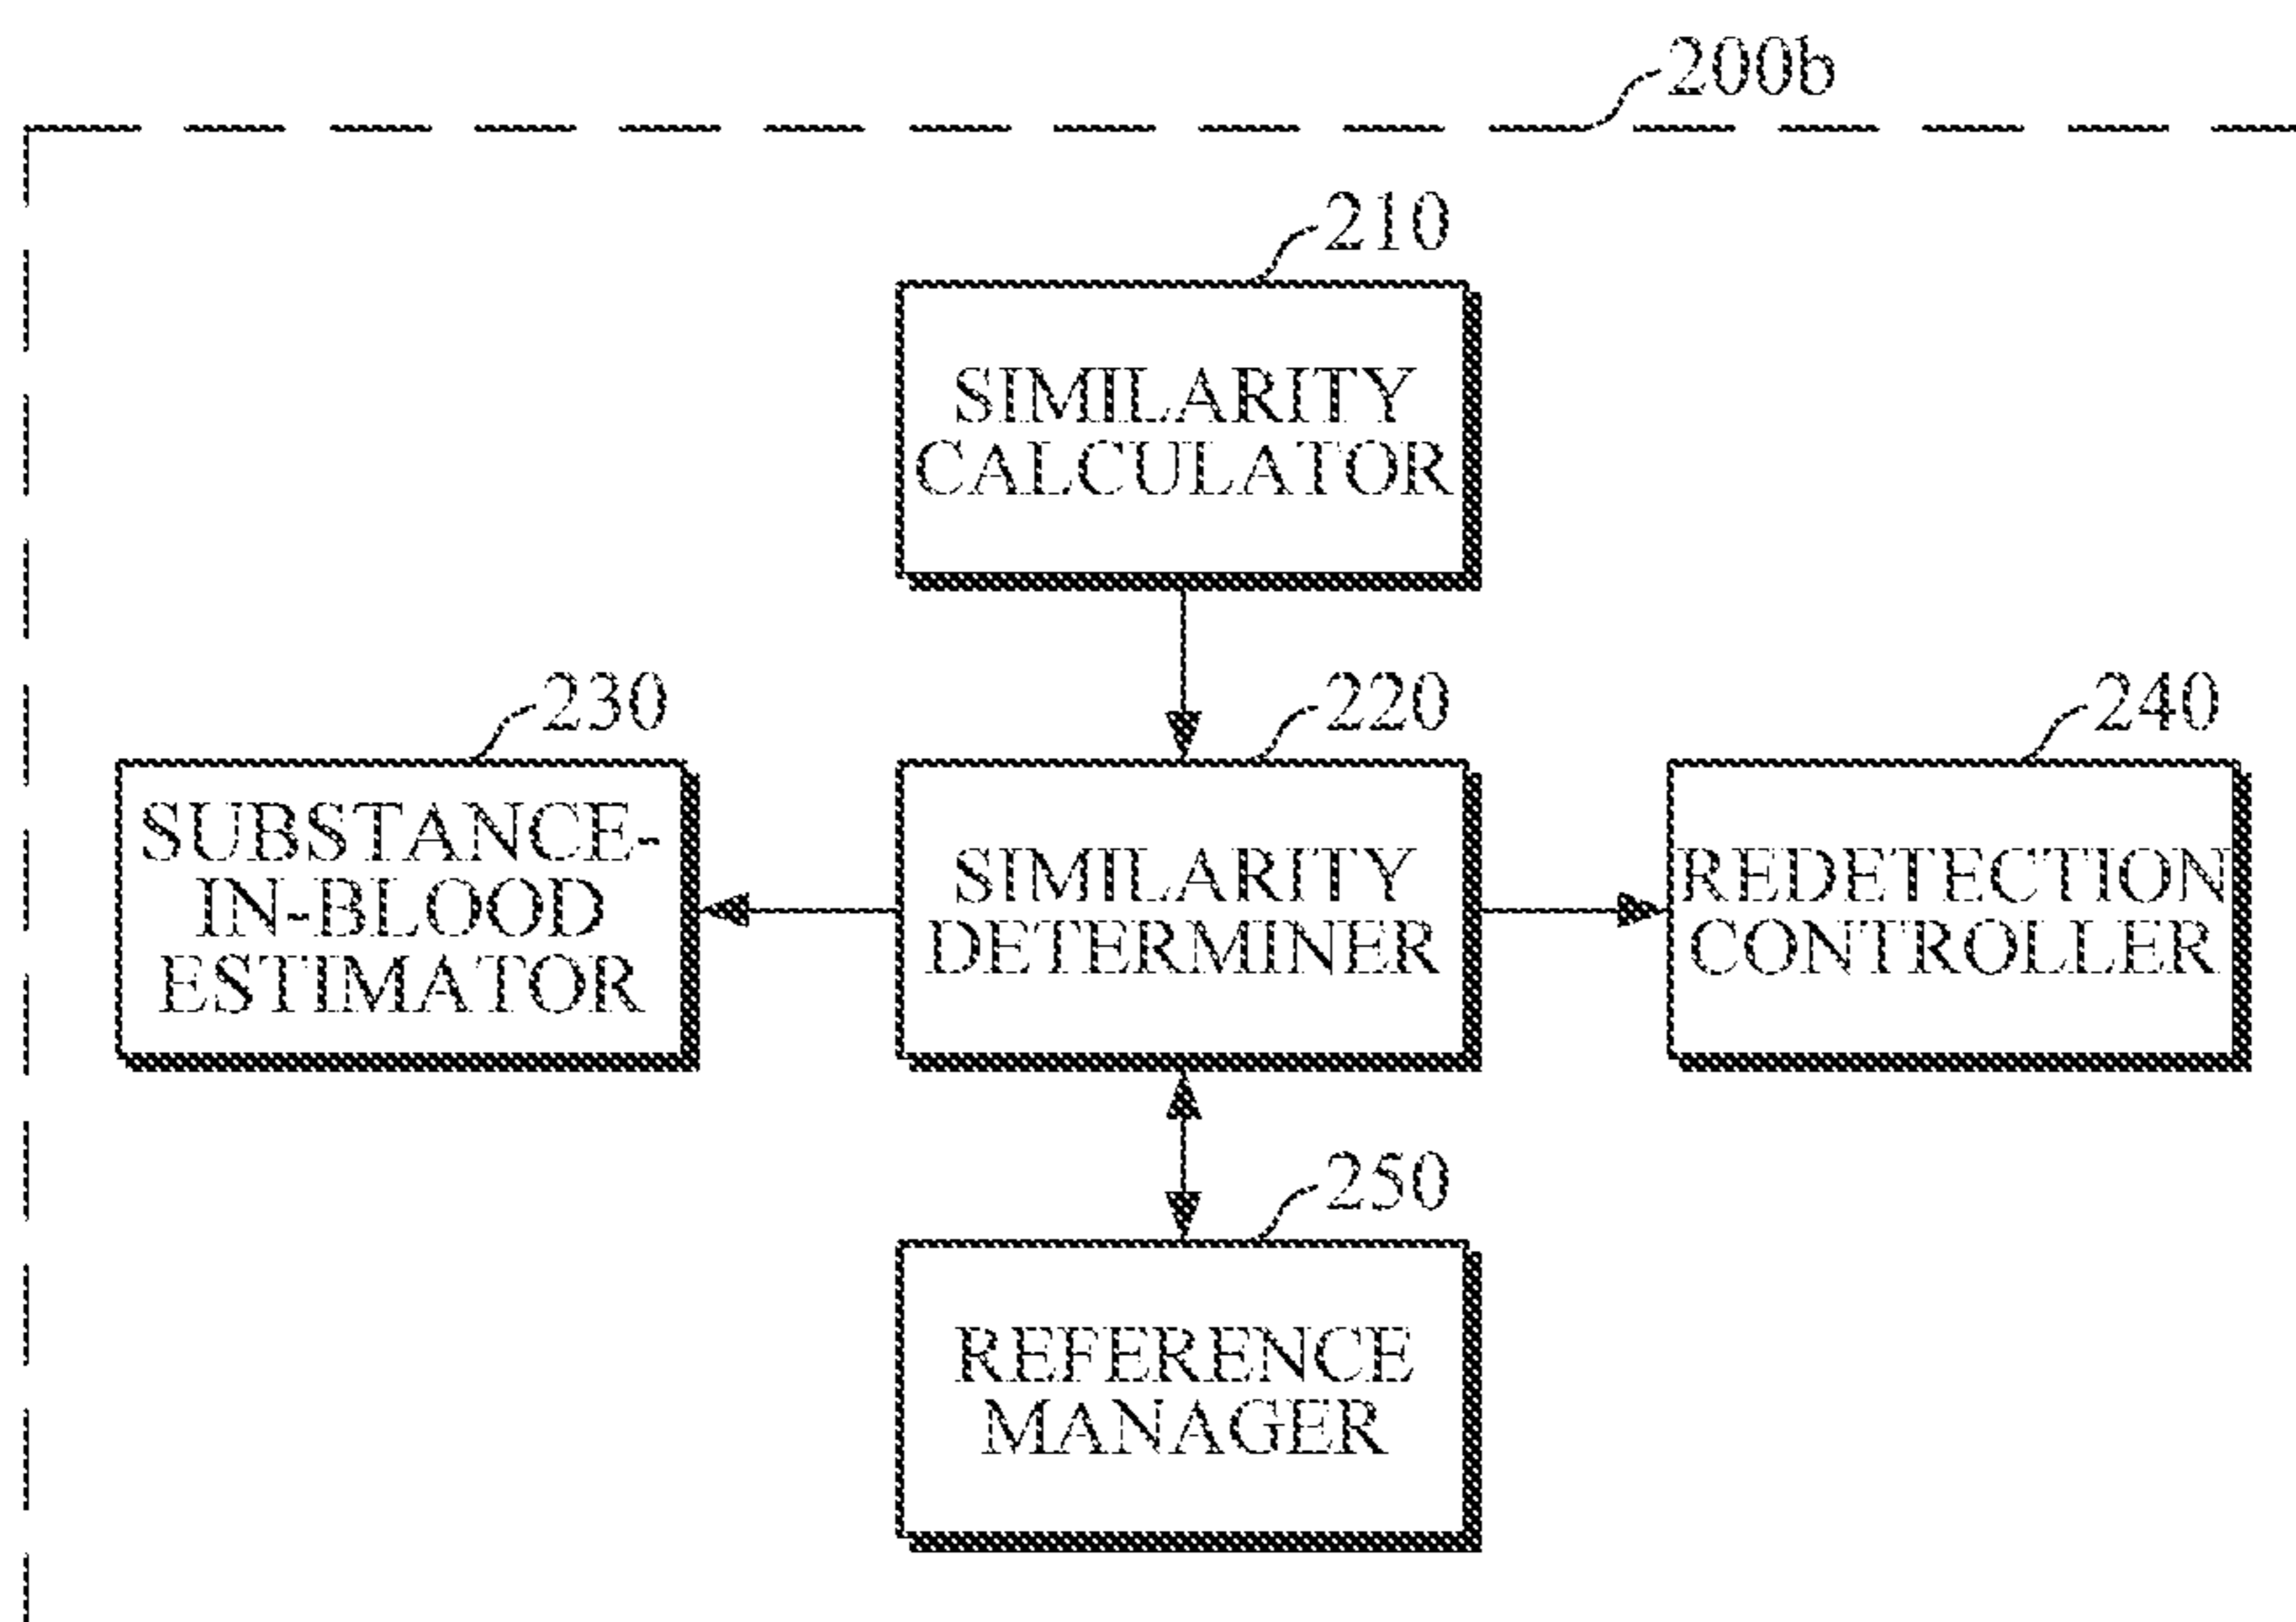 200b
210
SIMILARITY
CALCULATOR
230
220
240
SUBSTANCE-
IN-BLOOD
ESTIMATOR
SIMILARITY
DETERMINER
REDETECTION
CONTROLLER
250
REFERENCE
MANAGER